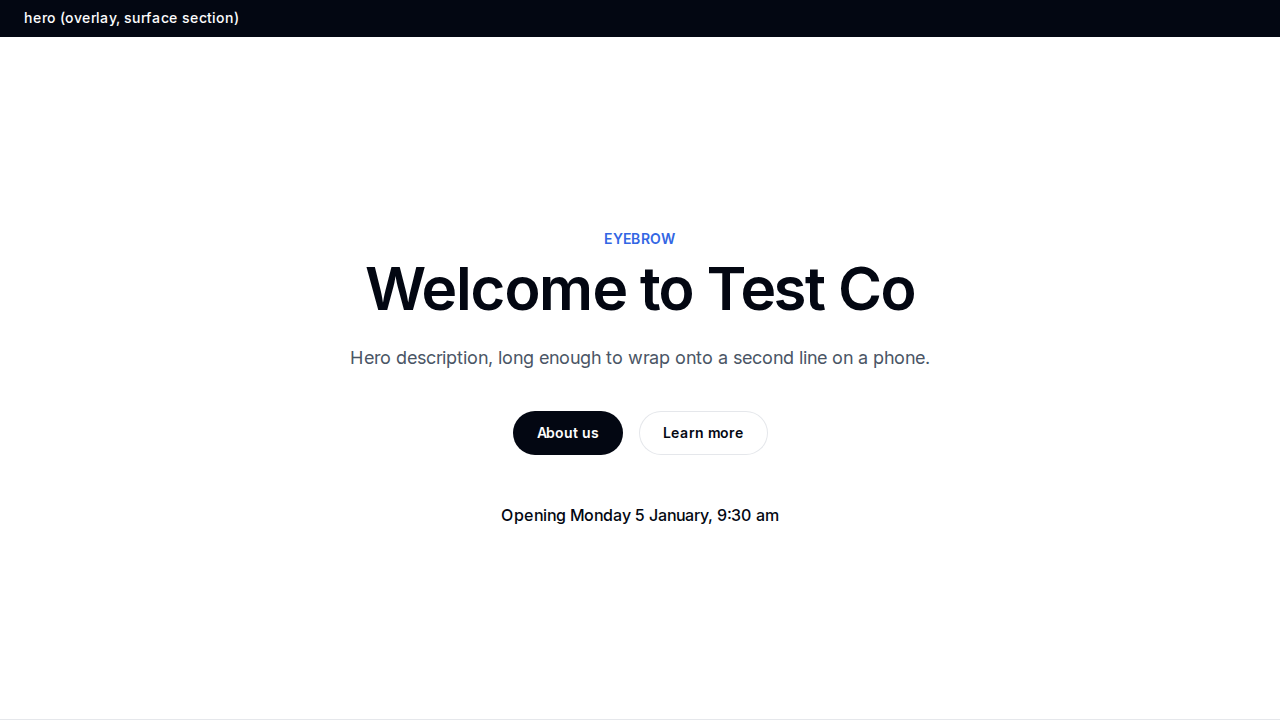 hero (overlay, surface section)
EYEBROW
Welcome to Test Co
Hero description, long enough to wrap onto a second line on a phone.
About us
Learn more
Opening Monday 5 January, 9:30 am